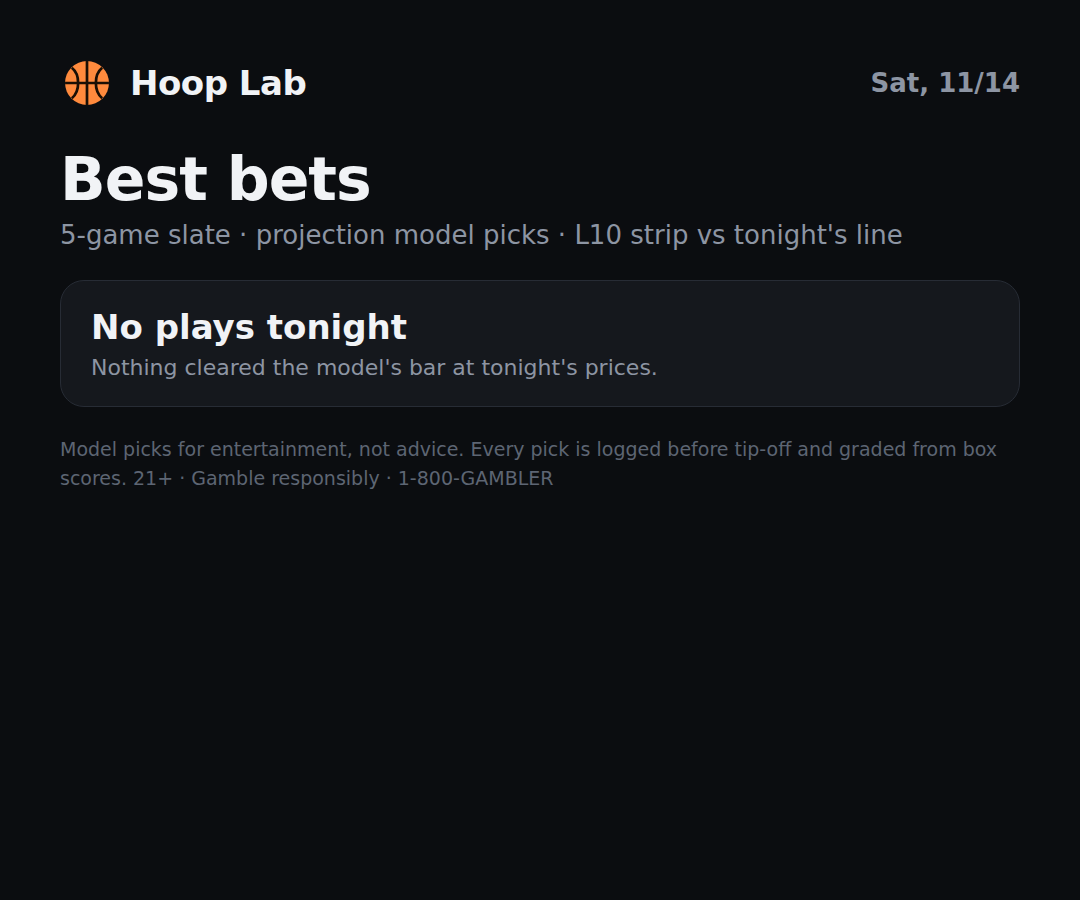 Hoop Lab
Sat, 11/14
Best bets
5-game slate · projection model picks · L10 strip vs tonight's line
No plays tonight
Nothing cleared the model's bar at tonight's prices.
Model picks for entertainment, not advice. Every pick is logged before tip-off and graded from box
scores. 21+ · Gamble responsibly · 1-800-GAMBLER